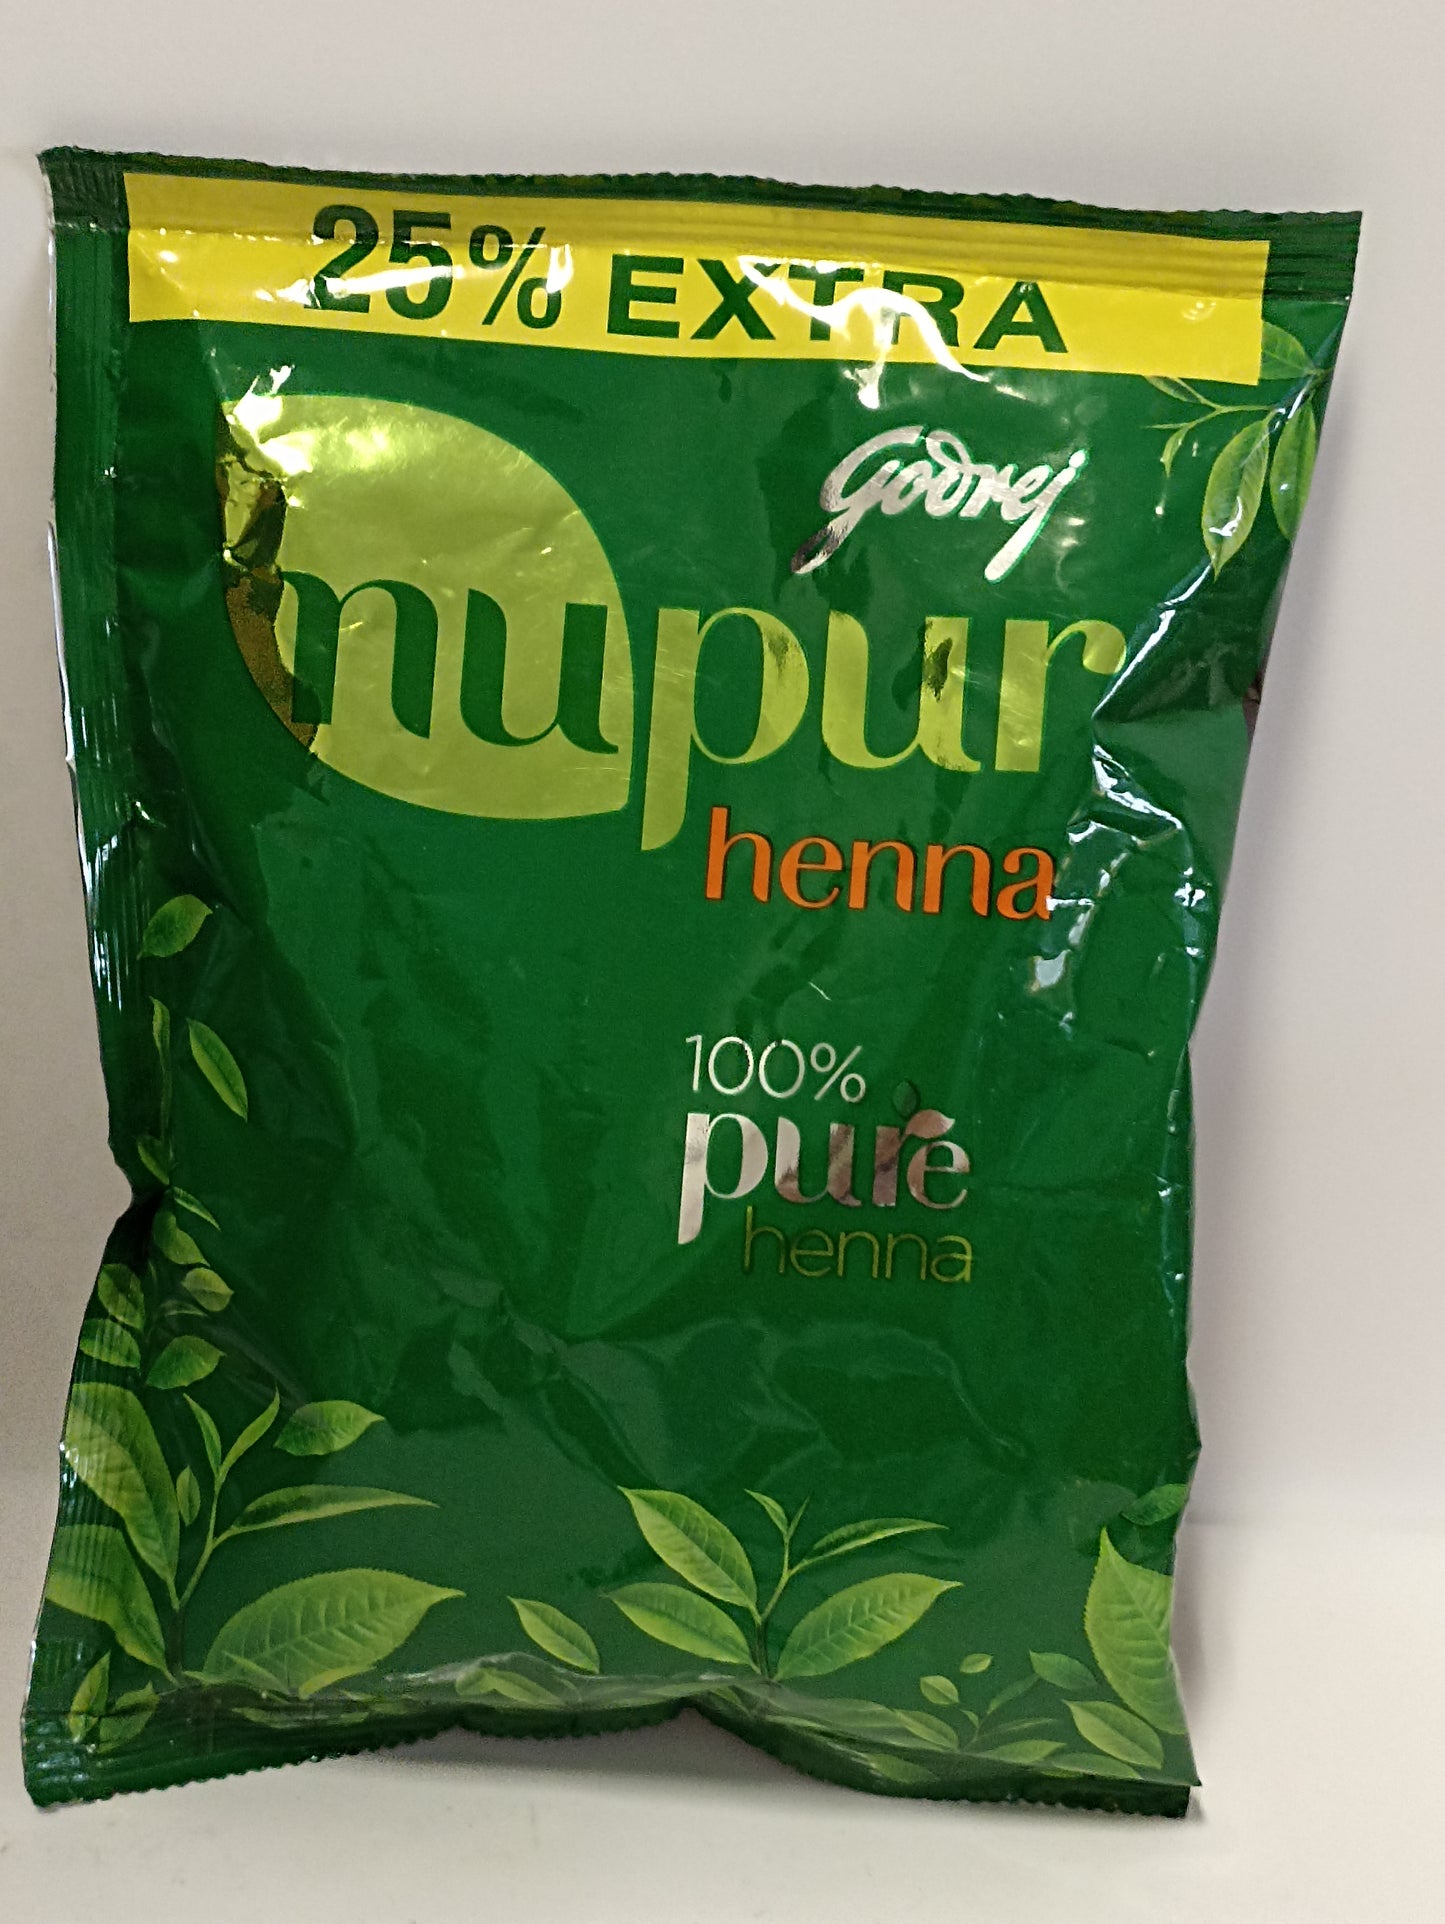 25% EXTRA
Godrej
nupur
henna
100%
pure
henna